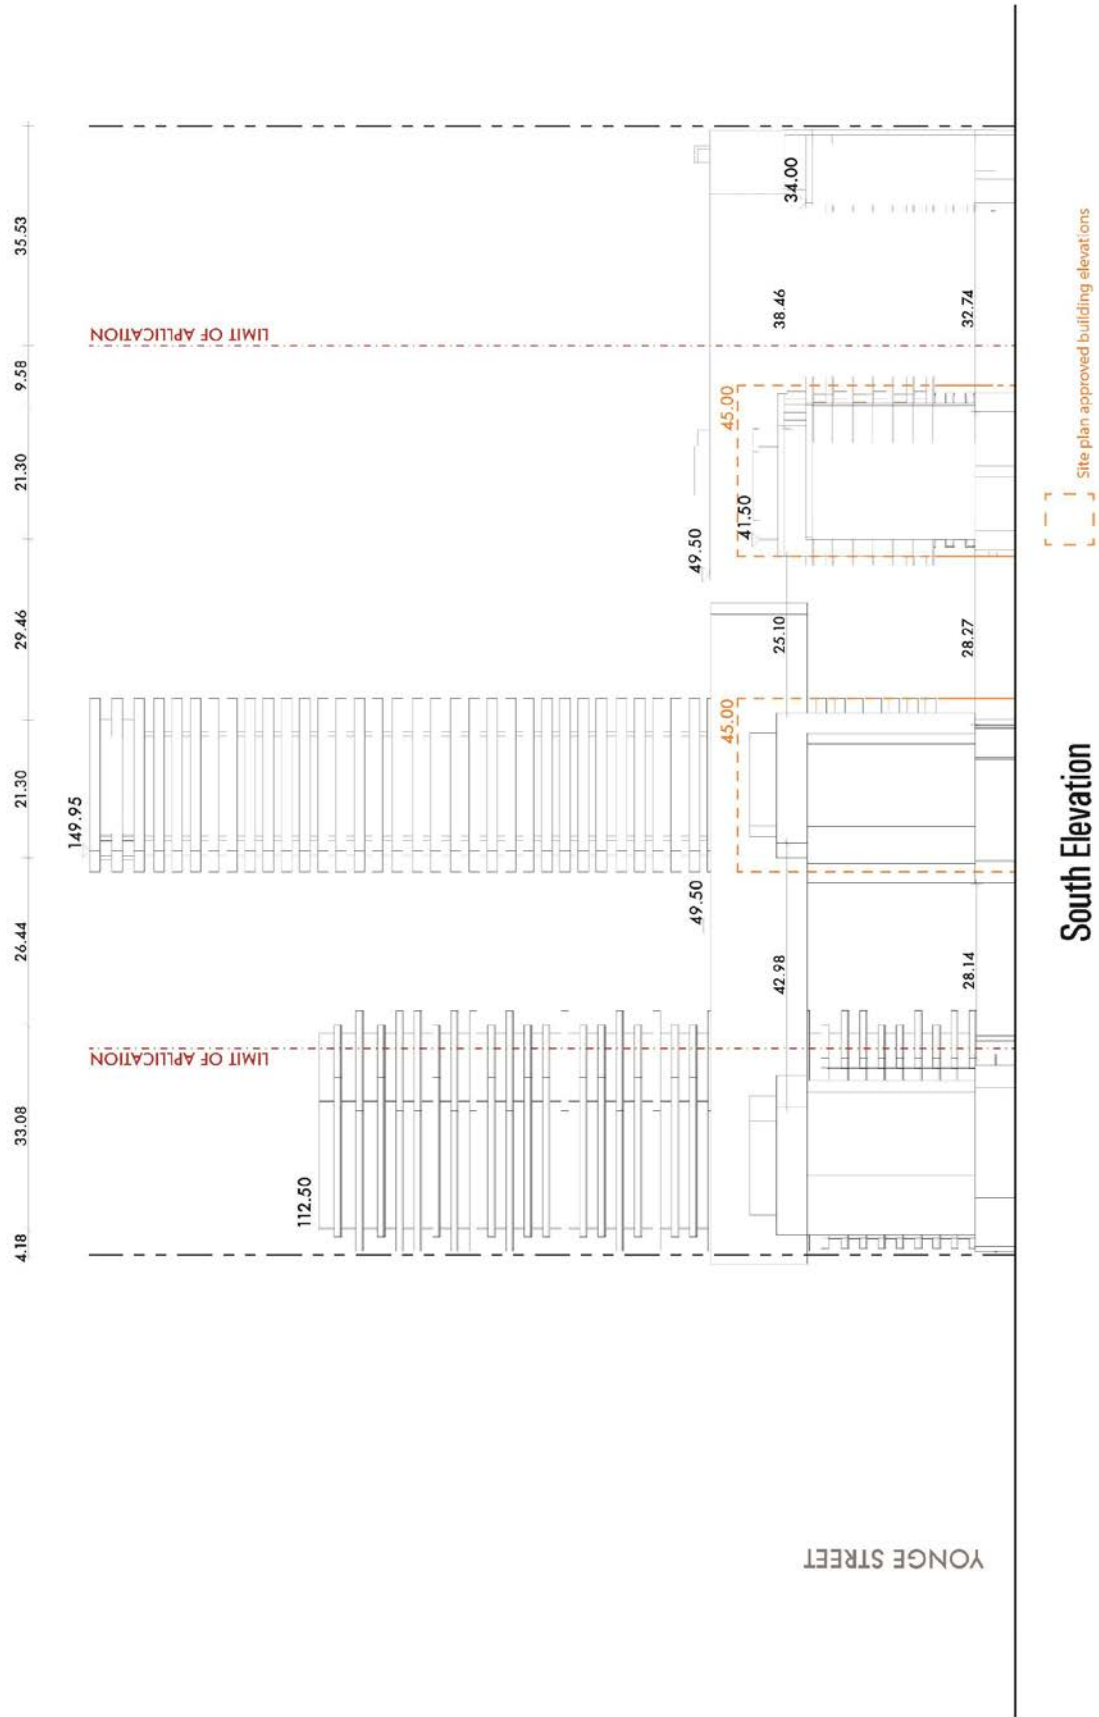 4.18 33.08 26.44 21.30 29.46 21.30 9.58 35.53
149.95
LIMIT OF APLLICATION
LIMIT OF APLLICATION
112.50
49.50
49.50
45.00
45.00
41.50
42.98
25.10
38.46
34.00
28.14
28.27
32.74
YONGE STREET
South Elevation
Site plan approved building elevations